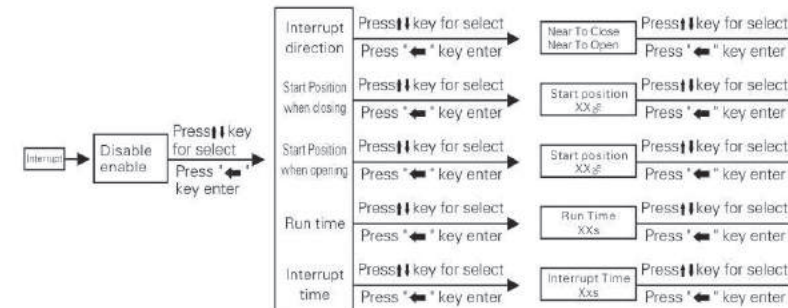 Interrupt
Disable
enable
Press⬆⬇key
for select
Press "⬅"
key enter
Interrupt
direction
Press⬆⬇key for select
Press "⬅" key enter
Near To Close
Near To Open
Press⬆⬇key for select
Press "⬅" key enter
Start Position
when closing
Press⬆⬇key for select
Press "⬅" key enter
Start position
XX%
Press⬆⬇key for select
Press "⬅" key enter
Start Position
when opening
Press⬆⬇key for select
Press "⬅" key enter
Start position
XX%
Press⬆⬇key for select
Press "⬅" key enter
Run time
Press⬆⬇key for select
Press "⬅" key enter
Run Time
XXs
Press⬆⬇key for select
Press "⬅" key enter
Interrupt
time
Press⬆⬇key for select
Press "⬅" key enter
Interrupt Time
Xxs
Press⬆⬇key for select
Press "⬅" key enter